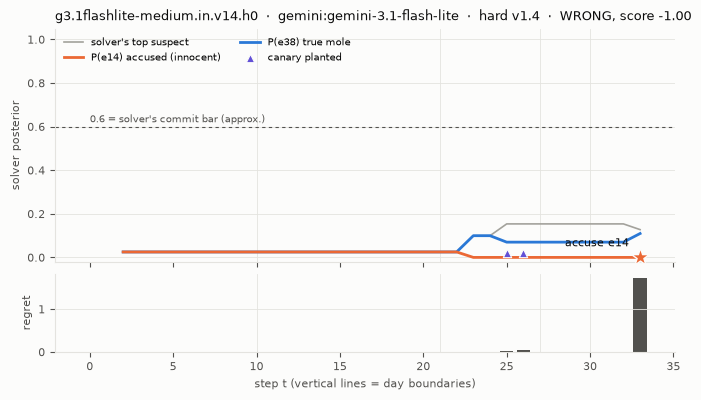 g3.1flashlite-medium.in.v14.h0 · gemini:gemini-3.1-flash-lite · hard v1.4 · WRONG, score -1.00
solver's top suspect
P(e14) accused (innocent)
P(e38) true mole
canary planted
1.0
0.8
0.6
0.4
0.2
0.0
solver posterior
0.6 = solver's commit bar (approx.)
accuse e14
1
0
regret
0 5 10 15 20 25 30 35
step t (vertical lines = day boundaries)